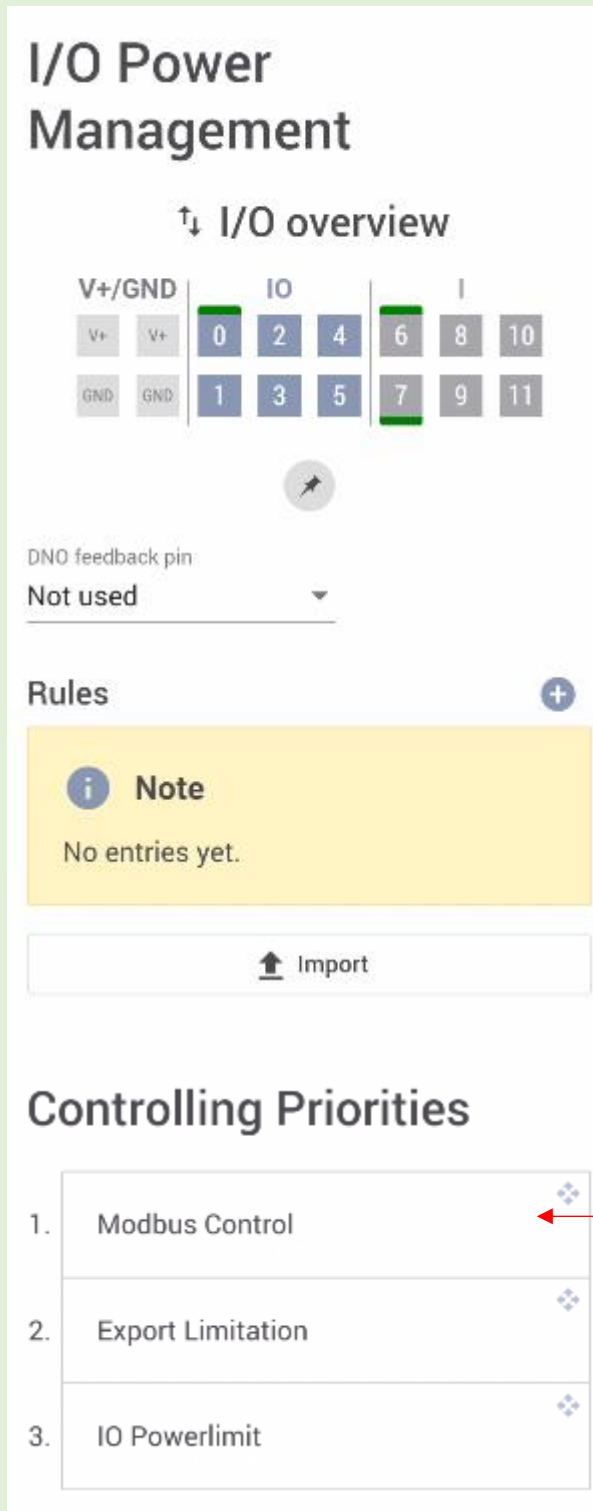 I/O Power
Management
I/O overview
V+/GND IO I
V+ V+ 0 2 4 6 8 10
GND GND 1 3 5 7 9 11
DNO feedback pin
Not used
Rules
Note
No entries yet.
Import
Controlling Priorities
1. Modbus Control
2. Export Limitation
3. IO Powerlimit